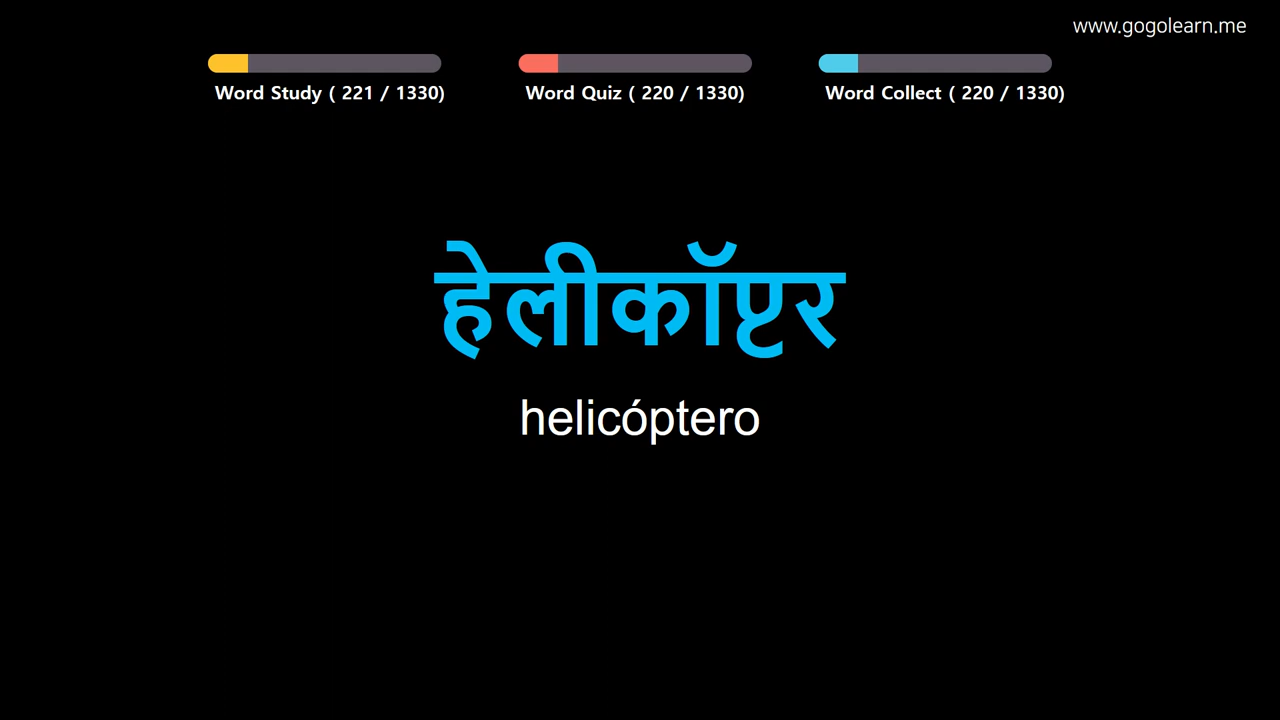 www.gogolearn.me
Word Study ( 221 / 1330)
Word Quiz ( 220 / 1330)
Word Collect ( 220 / 1330)
हेलीकॉप्टर
helicóptero